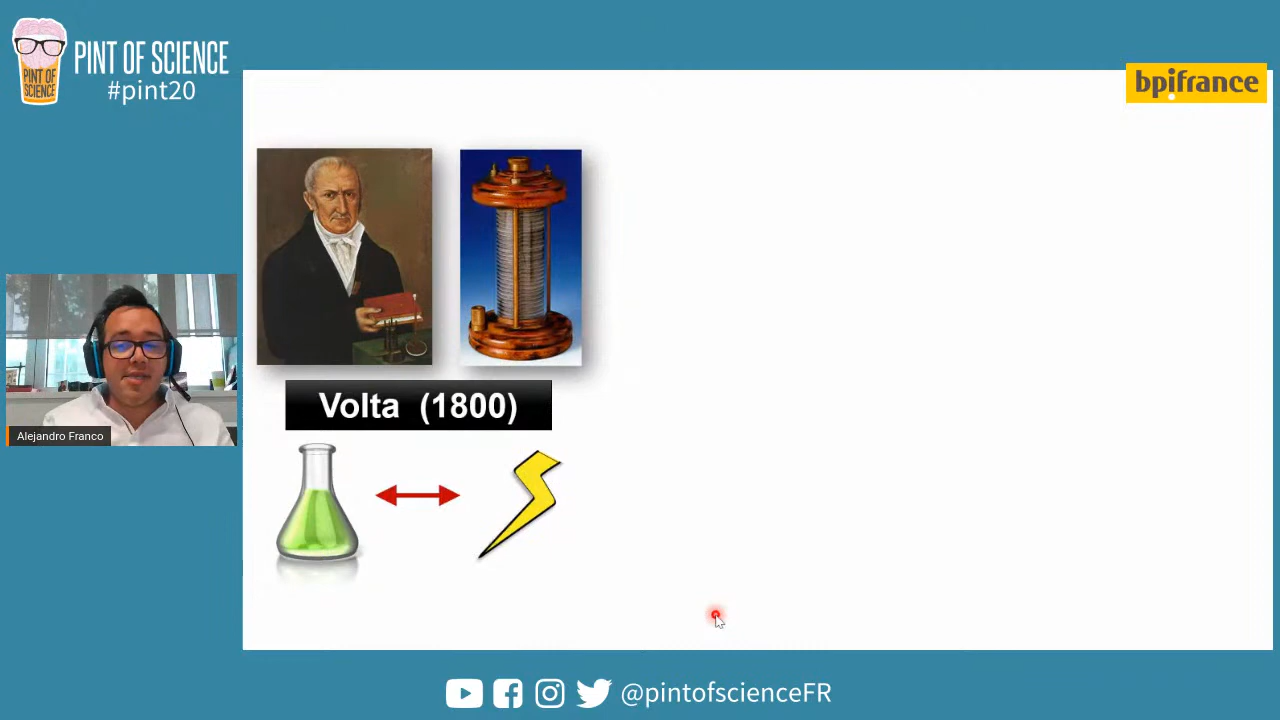 PINT OF SCIENCE
#pint20
PINT OF
SCIENCE
bpifrance
Volta (1800)
Alejandro Franco
@pintofscienceFR